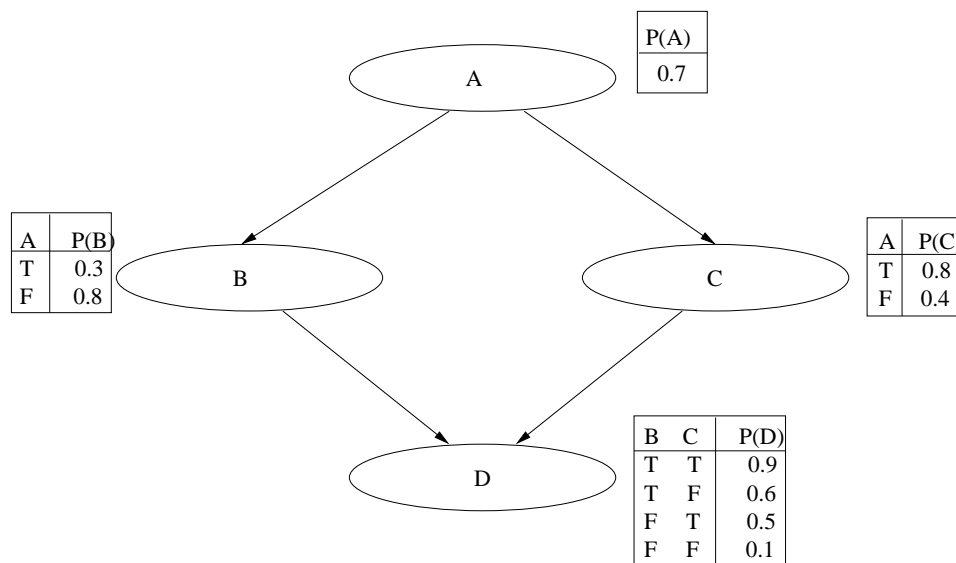 P(A)
0.7
A
A P(B)
T 0.3
F 0.8
B
C
A P(C
T 0.8
F 0.4
D
B C P(D)
T T 0.9
T F 0.6
F T 0.5
F F 0.1